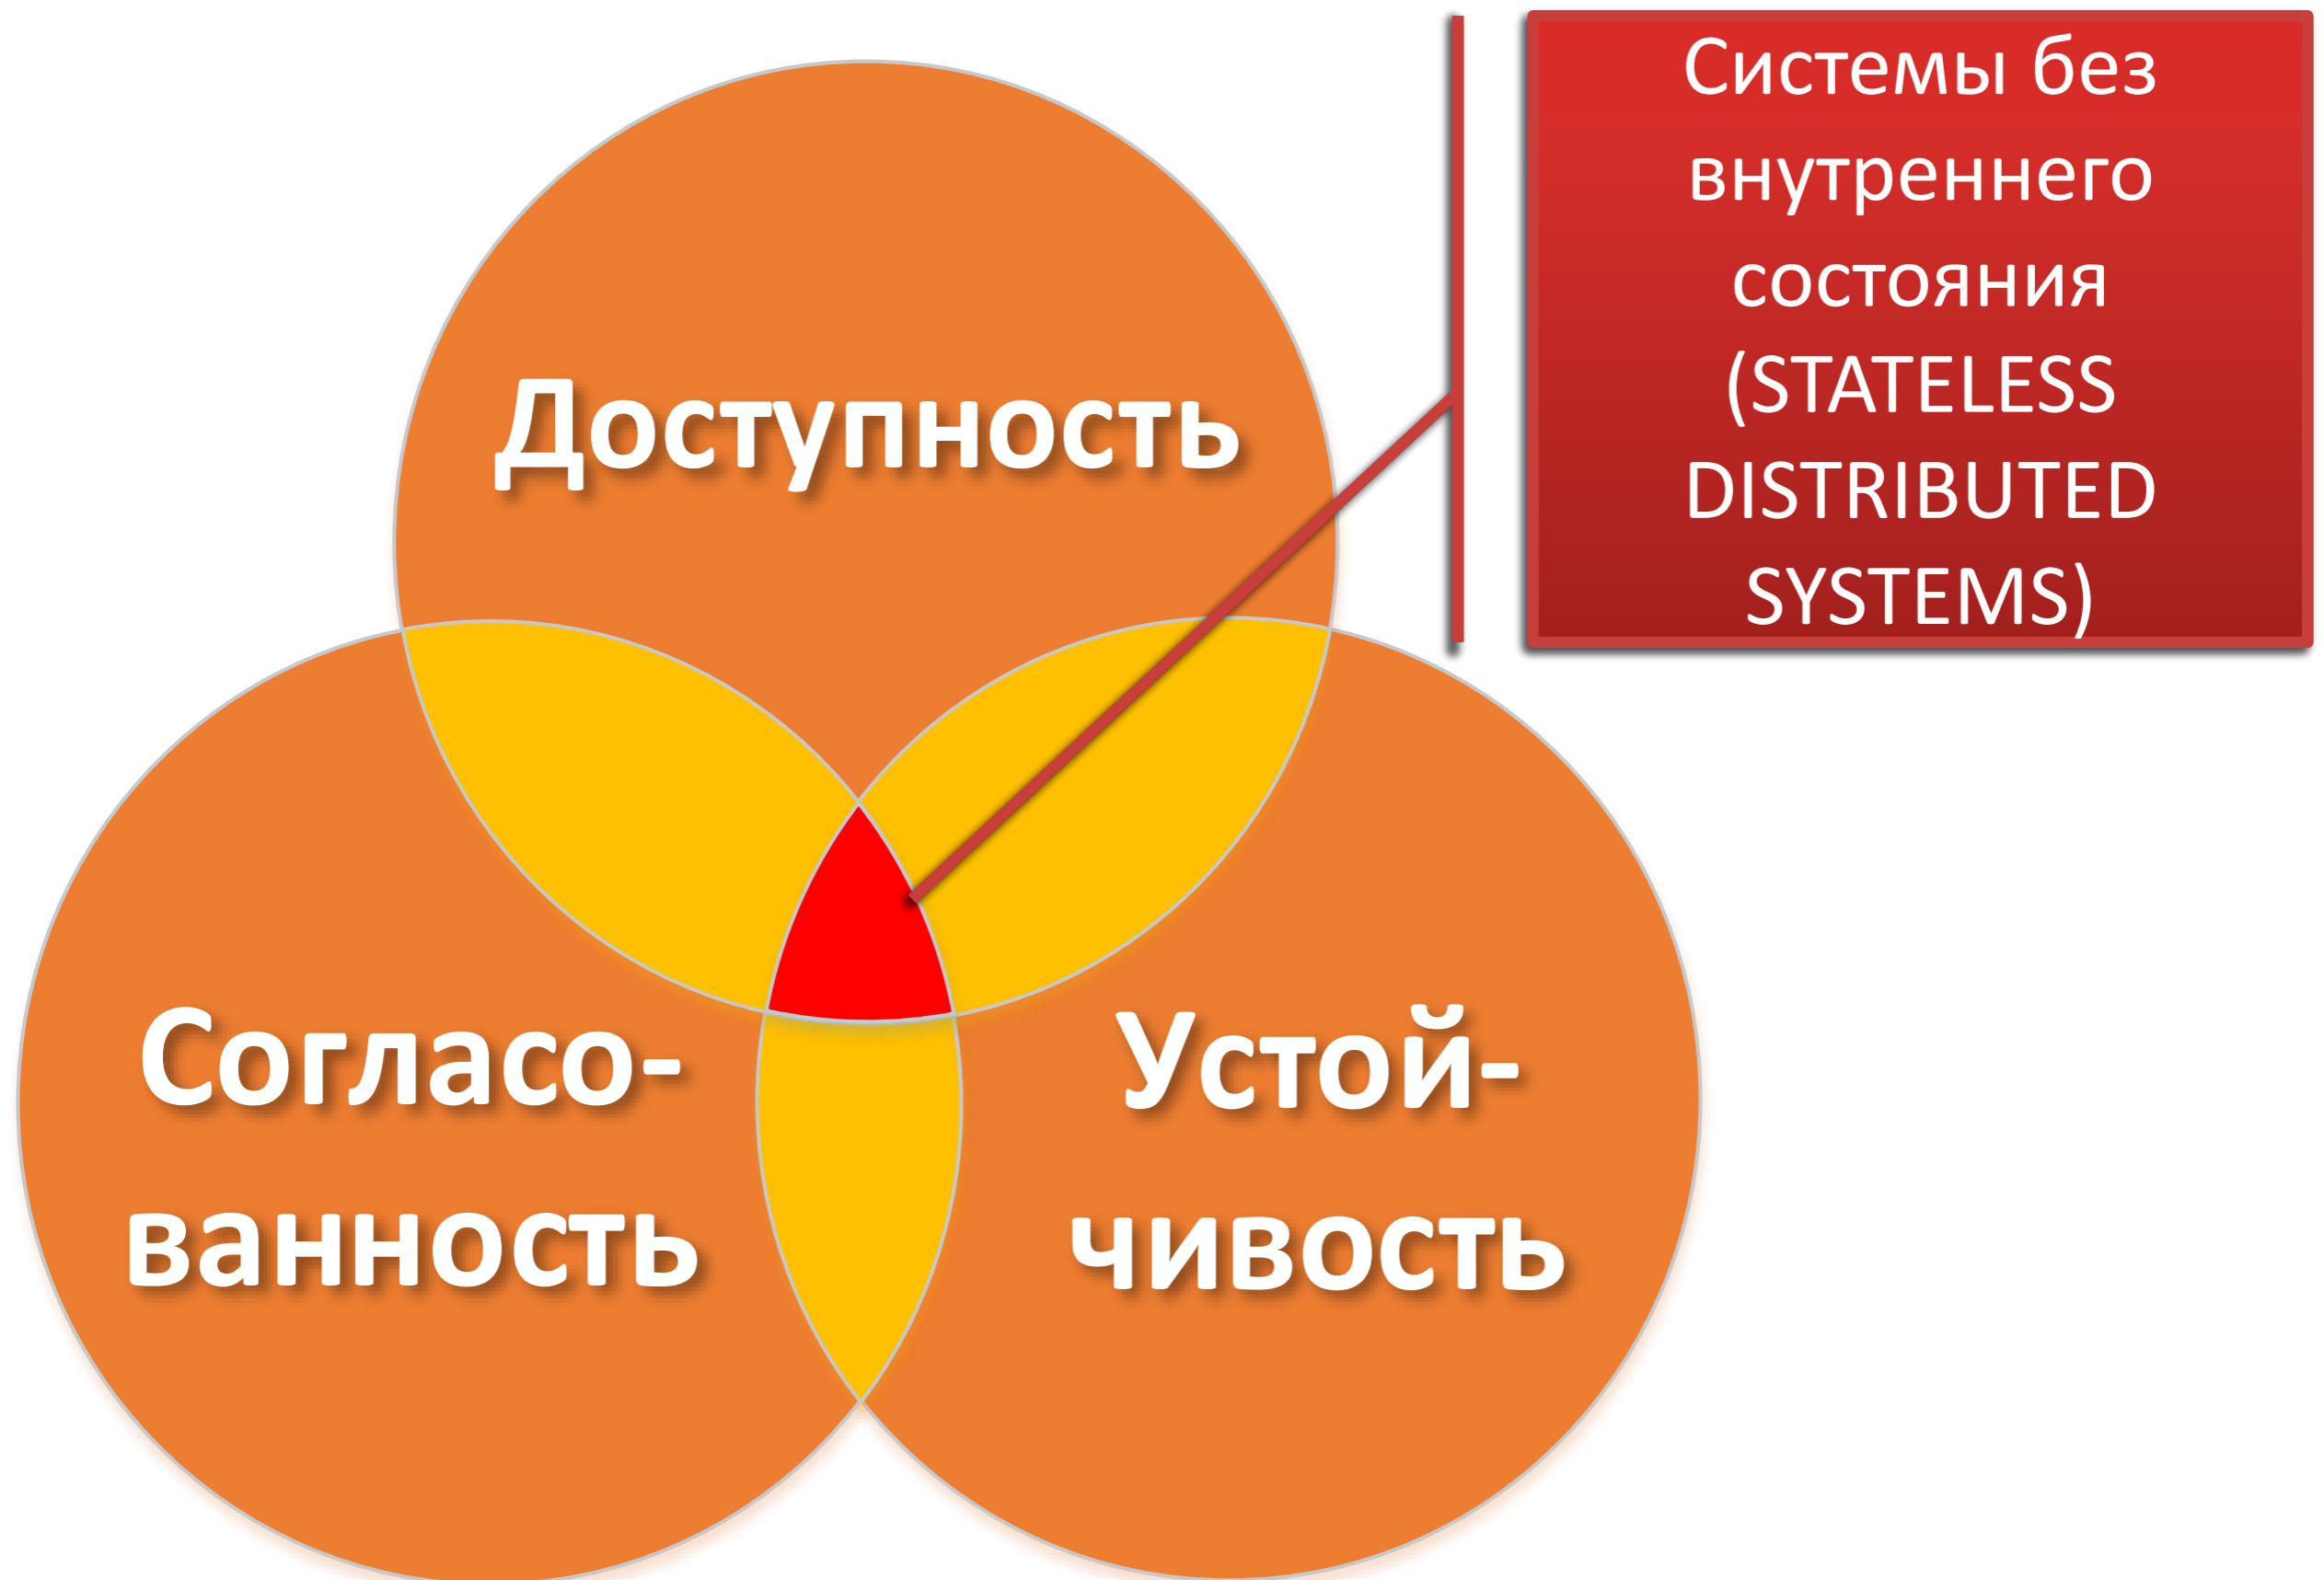 Системы без
внутреннего
состояния
(STATELESS
DISTRIBUTED
SYSTEMS)
Доступность
Согласо-
ванность
Устой-
чивость